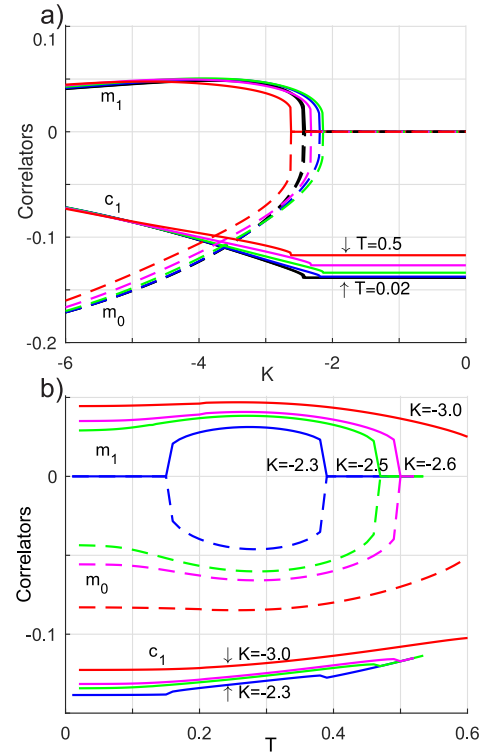 a)
0.1
m1
0
Correlators
c1
↓ T=0.5
-0.1
↑ T=0.02
m0
-0.2
-6 -4 -2 0
K
b)
K=-3.0
m1
K=-2.3 K=-2.5 K=-2.6
0
Correlators
m0
-0.1
c1
↓ K=-3.0
↑ K=-2.3
0 0.2 0.4 0.6
T